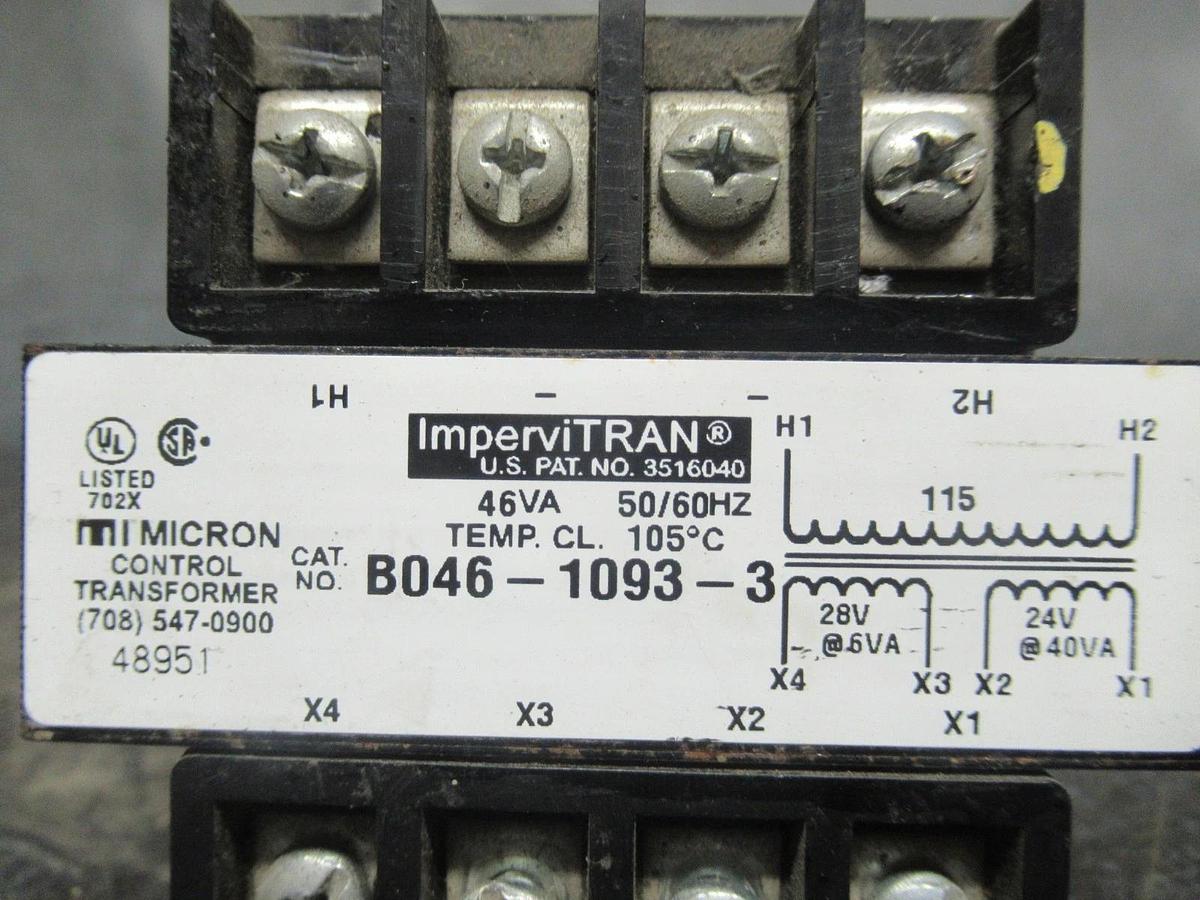 H1 – – H2
UL
LISTED
702X
SA
MICRON
CONTROL
TRANSFORMER
(708) 547-0900
48951
ImperviTRAN®
U.S. PAT. NO. 3516040
46VA 50/60HZ
TEMP. CL. 105°C
CAT.
NO. B046-1093-3
H1 H2
115
28V
@.6VA
24V
@40VA
X4 X3 X2 X1
X4 X3 X2 X1